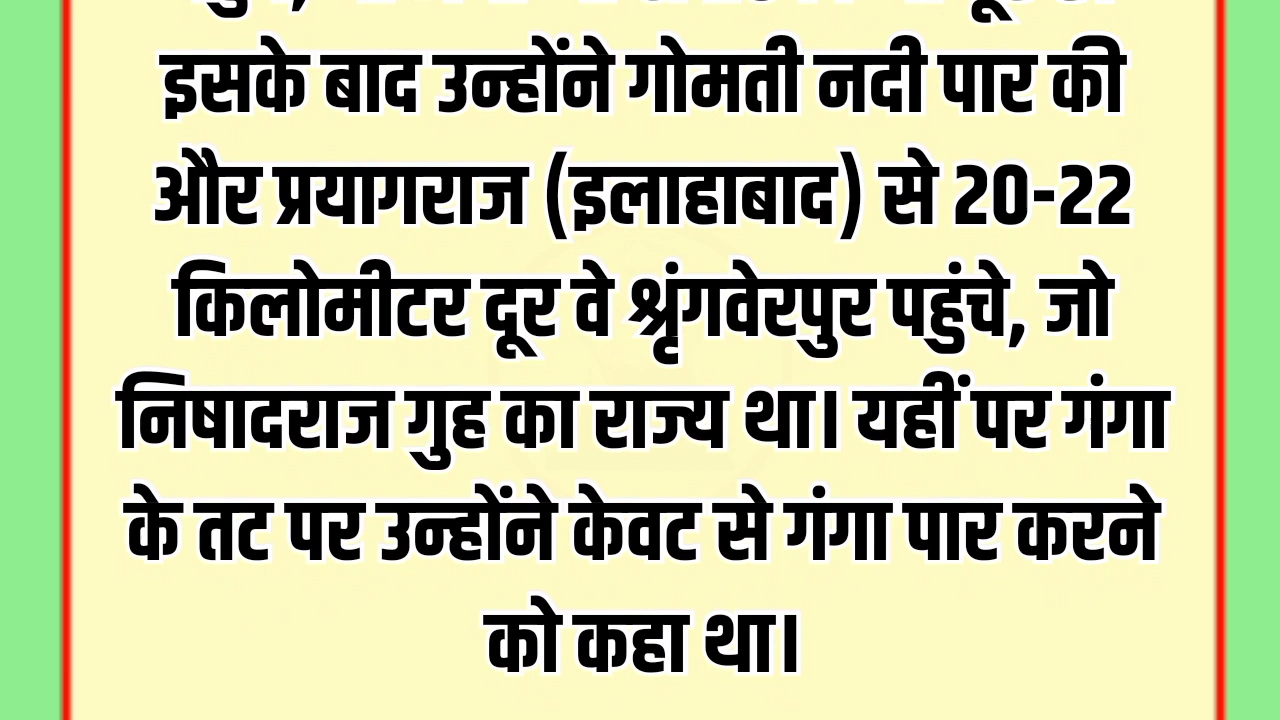 इसके बाद उन्होंने गोमती नदी पार की
और प्रयागराज (इलाहाबाद) से 20-22
किलोमीटर दूर वे श्रृंगवेरपुर पहुंचे, जो
निषादराज गुह का राज्य था। यहीं पर गंगा
के तट पर उन्होंने केवट से गंगा पार करने
को कहा था।